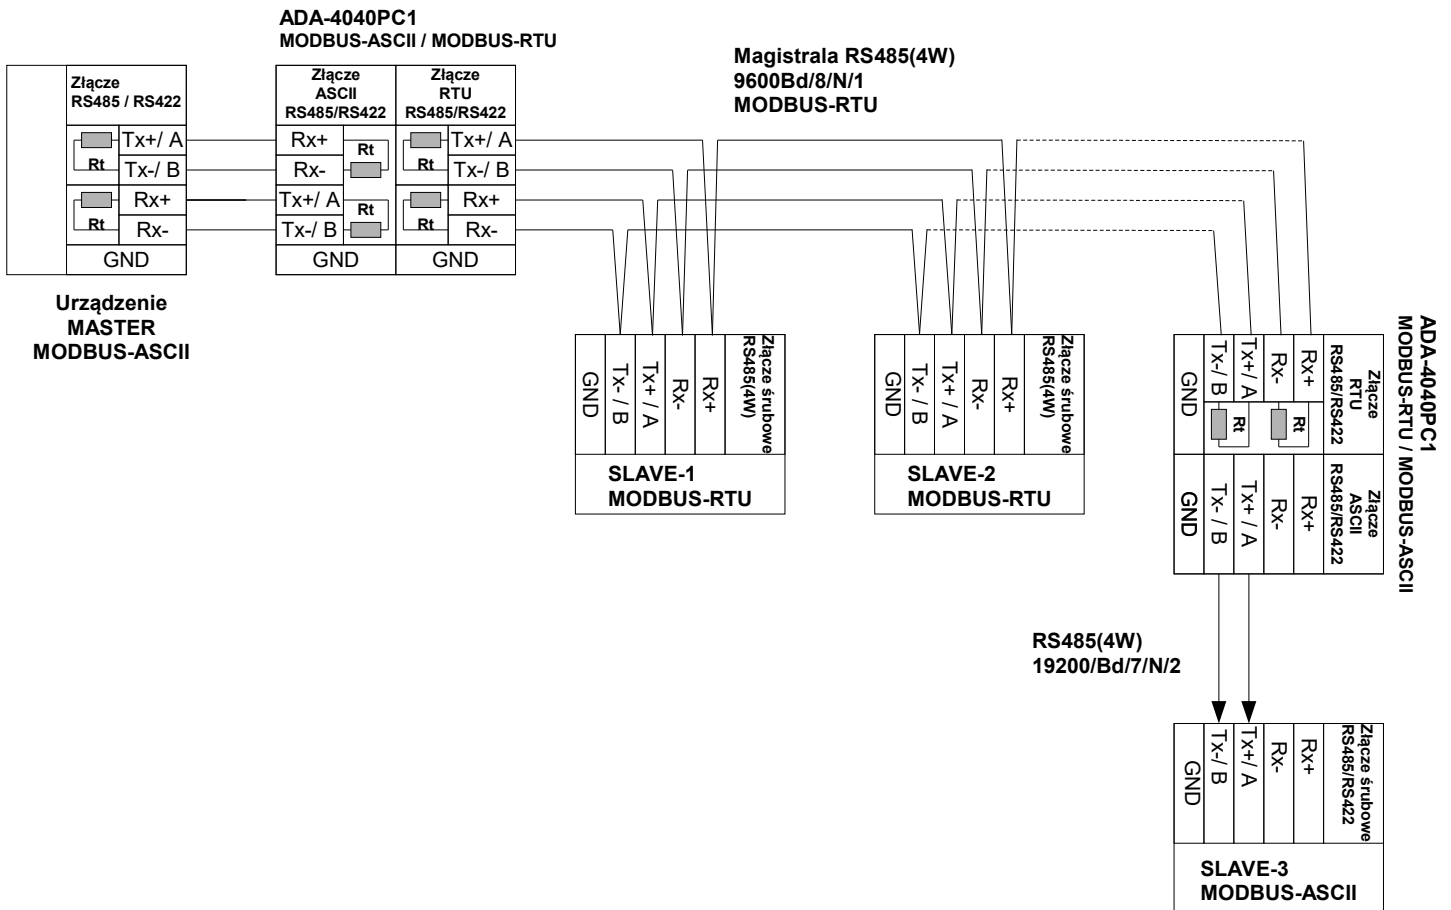 ADA-4040PC1
MODBUS-ASCII / MODBUS-RTU
Magistrala RS485(4W)
9600Bd/8/N/1
MODBUS-RTU
Złącze
RS485 / RS422
Tx+/ A
Rt
Tx-/ B
Rx+
Rt
Rx-
GND
Urządzenie
MASTER
MODBUS-ASCII
Złącze
ASCII
RS485/RS422
Rx+
Rt
Rx-
Tx+/ A
Rt
Tx-/ B
GND
Złącze
RTU
RS485/RS422
Tx+/ A
Rt
Tx-/ B
Rx+
Rt
Rx-
GND
Złącze śrubowe
RS485(4W)
Rx+
Rx-
Tx+ / A
Tx- / B
GND
SLAVE-1
MODBUS-RTU
Złącze śrubowe
RS485(4W)
Rx+
Rx-
Tx+ / A
Tx- / B
GND
SLAVE-2
MODBUS-RTU
ADA-4040PC1
MODBUS-RTU / MODBUS-ASCII
Złącze
RTU
RS485/RS422
Rx+
Rx-
Tx+/ A
Tx-/ B
GND
Rt
Rt
Złącze
ASCII
RS485/RS422
Rx+
Rx-
Tx+ / A
Tx- / B
GND
RS485(4W)
19200/Bd/7/N/2
Złącze śrubowe
RS485/RS422
Rx+
Rx-
Tx+/ A
Tx-/ B
GND
SLAVE-3
MODBUS-ASCII